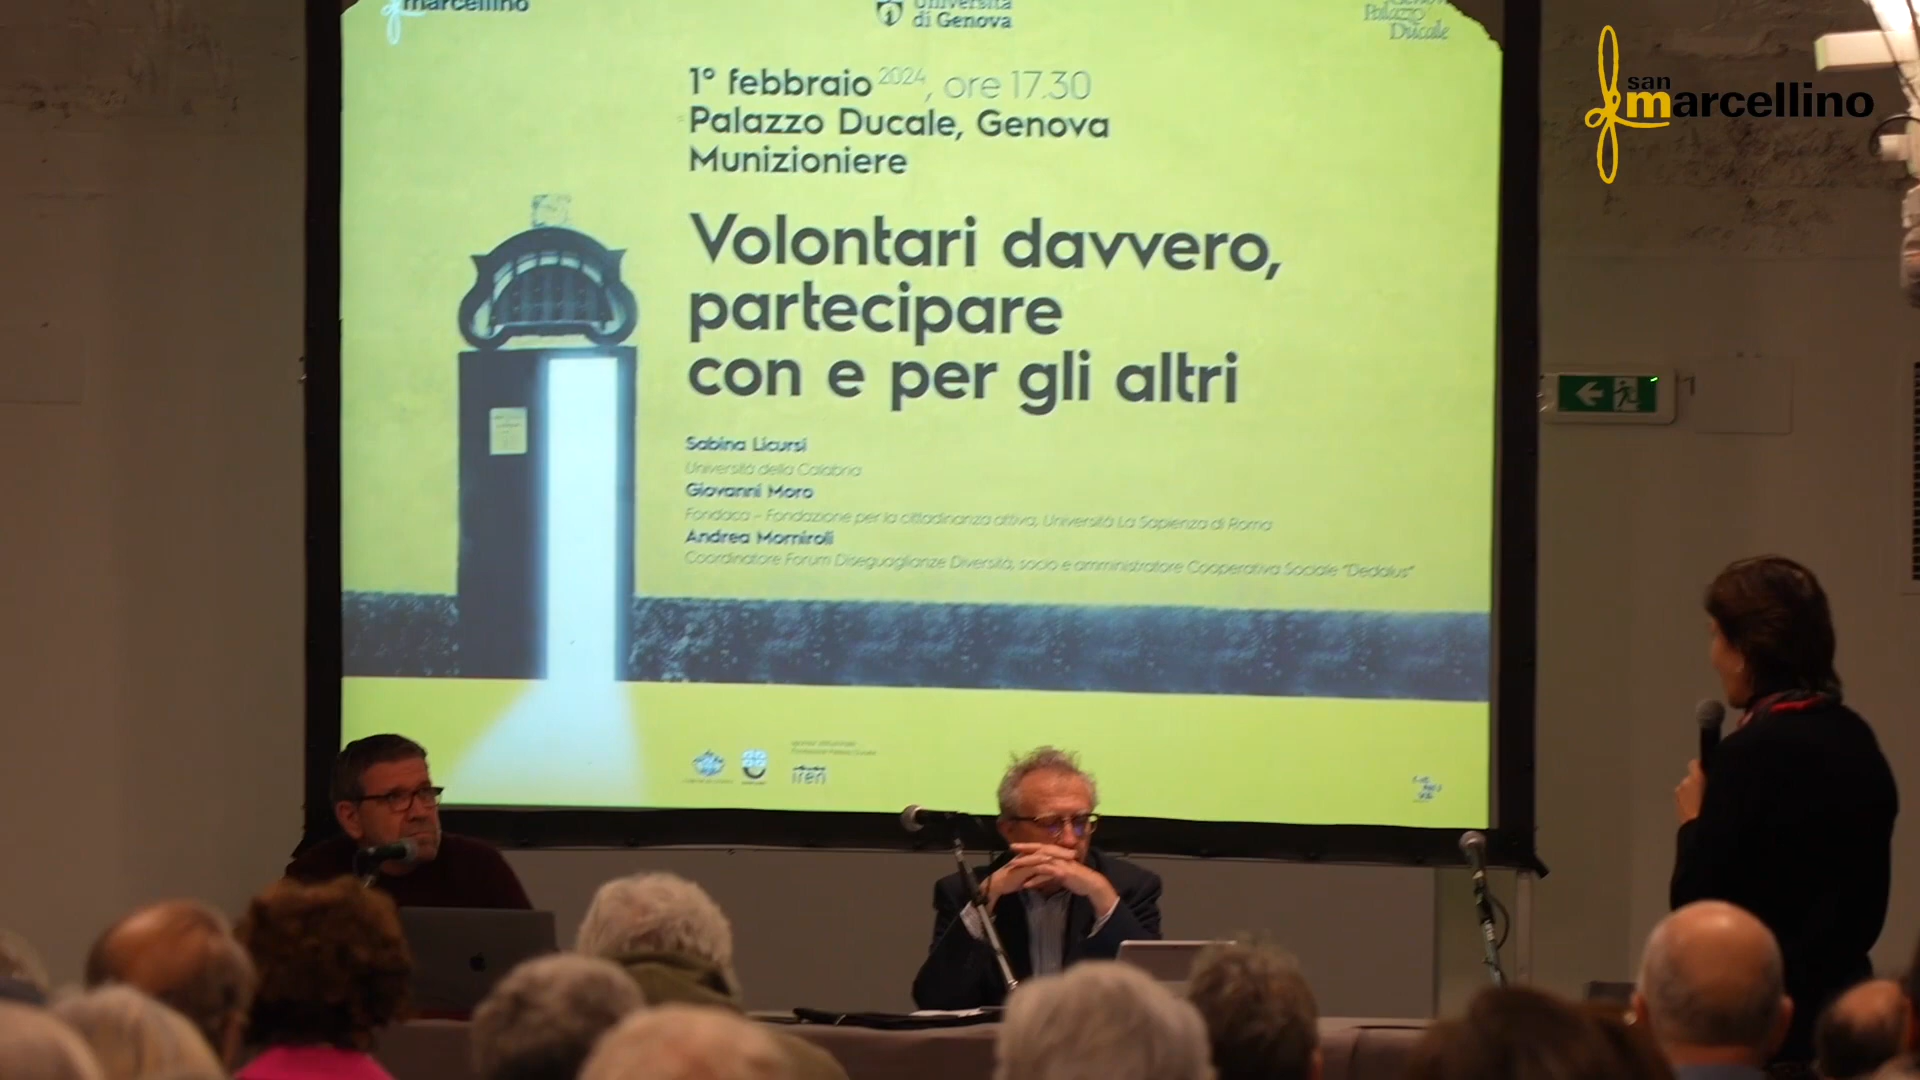 marcellino
Università
di Genova
Palazzo
Ducale
san
marcellino
1° febbraio 2024, ore 17.30
Palazzo Ducale, Genova
Munizioniere
Volontari davvero,
partecipare
con e per gli altri
Sabina Licursi
Università della Calabria
Giovanni Moro
Fondaca – Fondazione per la cittadinanza attiva, Università La Sapienza di Roma
Andrea Morniroli
Coordinatore Forum Diseguaglianze Diversità, socio e amministratore Cooperativa Sociale "Dedalus"
iren